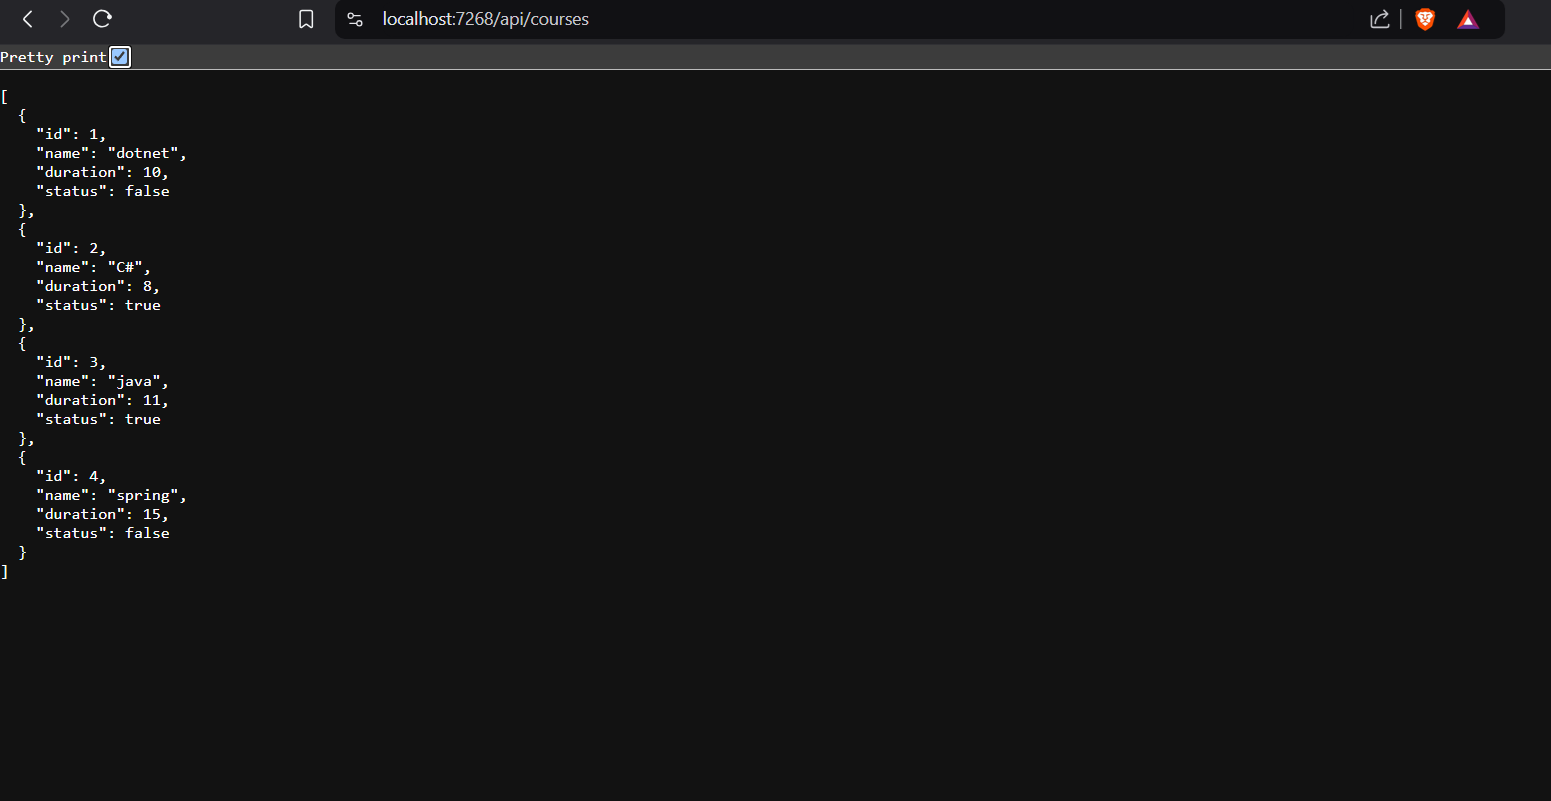 localhost:7268/api/courses
Pretty print
[
  {
    "id": 1,
    "name": "dotnet",
    "duration": 10,
    "status": false
  },
  {
    "id": 2,
    "name": "C#",
    "duration": 8,
    "status": true
  },
  {
    "id": 3,
    "name": "java",
    "duration": 11,
    "status": true
  },
  {
    "id": 4,
    "name": "spring",
    "duration": 15,
    "status": false
  }
]